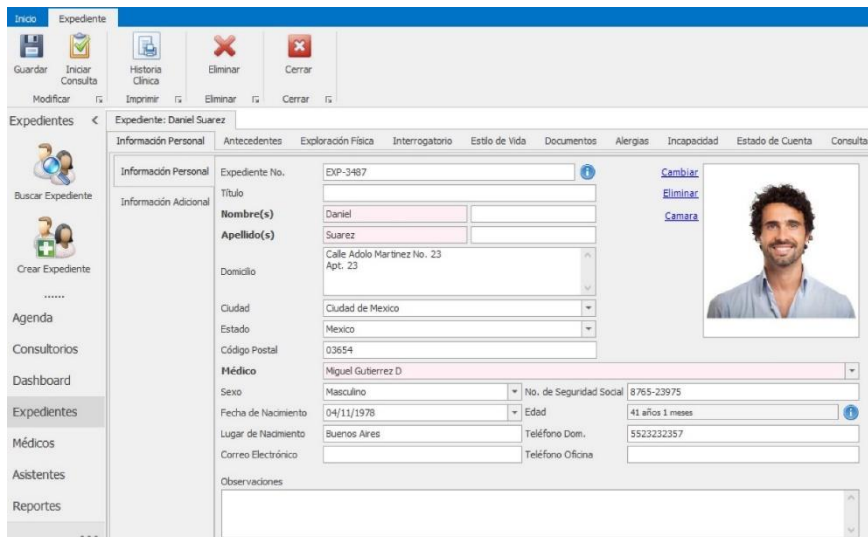 Inicio Expediente
Guardar Iniciar Consulta Historia Clínica Eliminar Cerrar
Modificar Imprimir Eliminar Cerrar
Expedientes <
Buscar Expediente
Crear Expediente
......
Agenda
Consultorios
Dashboard
Expedientes
Médicos
Asistentes
Reportes
Expediente: Daniel Suarez
Información Personal Antecedentes Exploración Física Interrogatorio Estilo de Vida Documentos Alergias Incapacidad Estado de Cuenta Consulta
Información Personal
Información Adicional
Expediente No. EXP-3487
Título
Nombre(s) Daniel
Apellido(s) Suarez
Domicilio Calle Adolo Martinez No. 23
Apt. 23
Ciudad Ciudad de Mexico
Estado Mexico
Código Postal 03654
Médico Miguel Gutierrez D
Sexo Masculino No. de Seguridad Social 8765-23975
Fecha de Nacimiento 04/11/1978 Edad 41 años 1 meses
Lugar de Nacimiento Buenos Aires Teléfono Dom. 5523232357
Correo Electrónico Teléfono Oficina
Observaciones
Cambiar
Eliminar
Camara